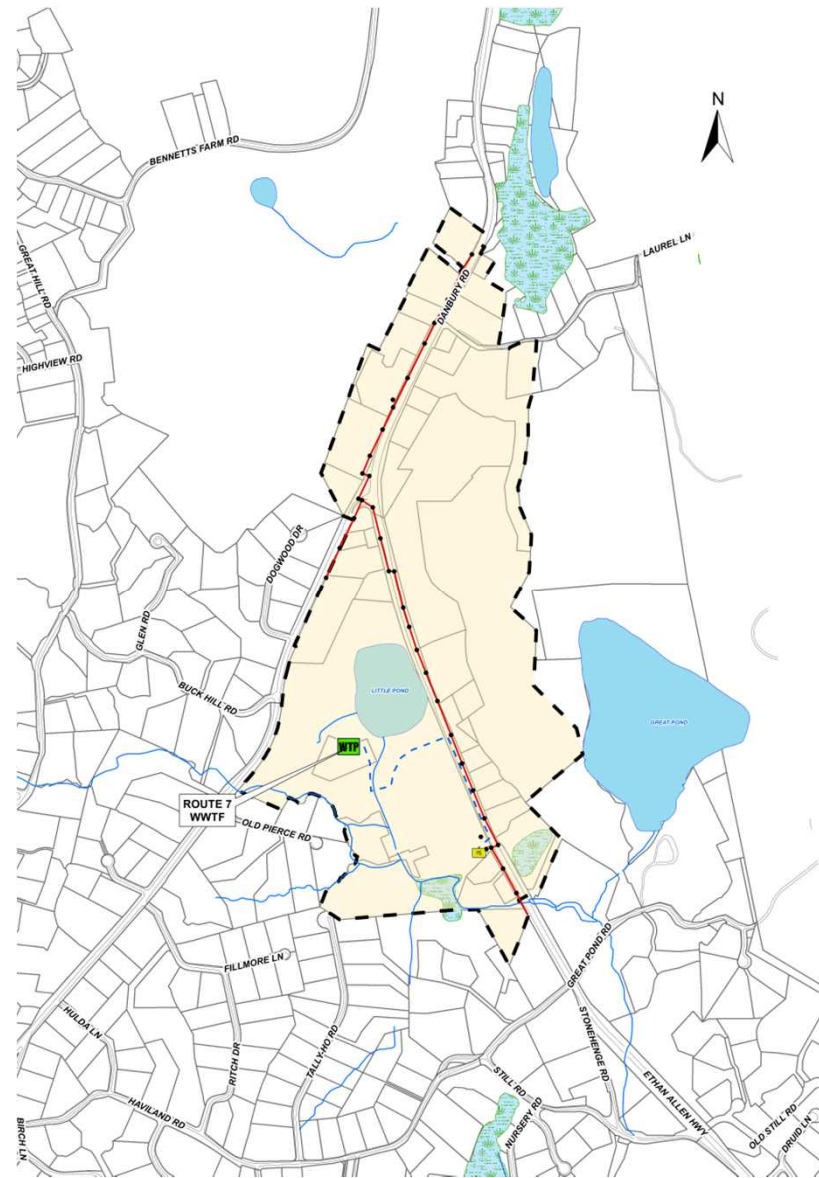 N
BENNETTS FARM RD
LAUREL LN
GREAT HILL RD
DANBURY RD
HIGHVIEW RD
DOGWOOD DR
GLEN RD
BUCK HILL RD
LITTLE POND
GREAT POND
WTP
ROUTE 7
WWTF
OLD PIERCE RD
PS
FILLMORE LN
GREAT POND RD
HULDA LN
RITCH DR
TALLY-HO RD
STONEHENGE RD
STILL RD
ETHAN ALLEN HWY
HAVILAND RD
NURSERY RD
OLD STILL RD
BIRCH LN
DRUID LN